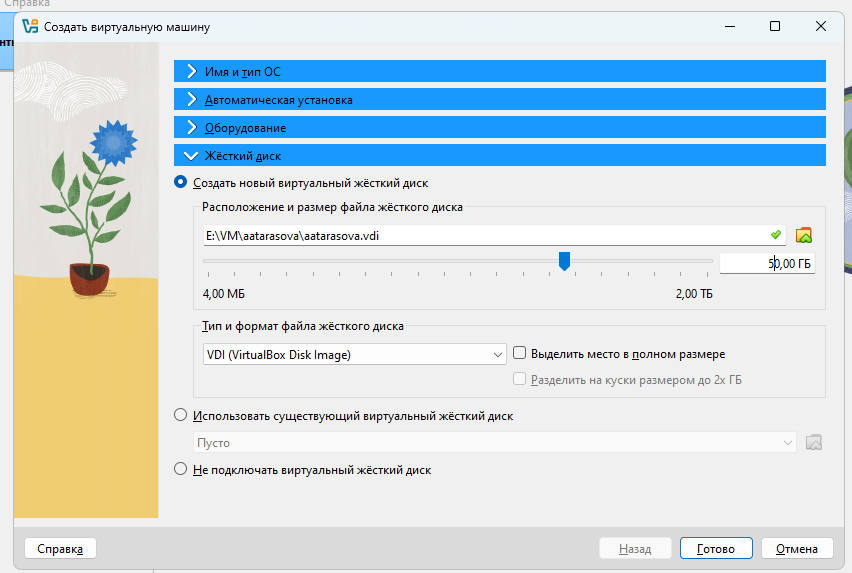 Справка
Создать виртуальную машину
Имя и тип ОС
Автоматическая установка
Оборудование
Жёсткий диск
Создать новый виртуальный жёсткий диск
Расположение и размер файла жёсткого диска
E:\VM\aatarasova\aatarasova.vdi
50,00 ГБ
4,00 МБ 2,00 ТБ
Тип и формат файла жёсткого диска
VDI (VirtualBox Disk Image) Выделить место в полном размере
Разделить на куски размером до 2х ГБ
Использовать существующий виртуальный жёсткий диск
Пусто
Не подключать виртуальный жёсткий диск
Справка Назад Готово Отмена